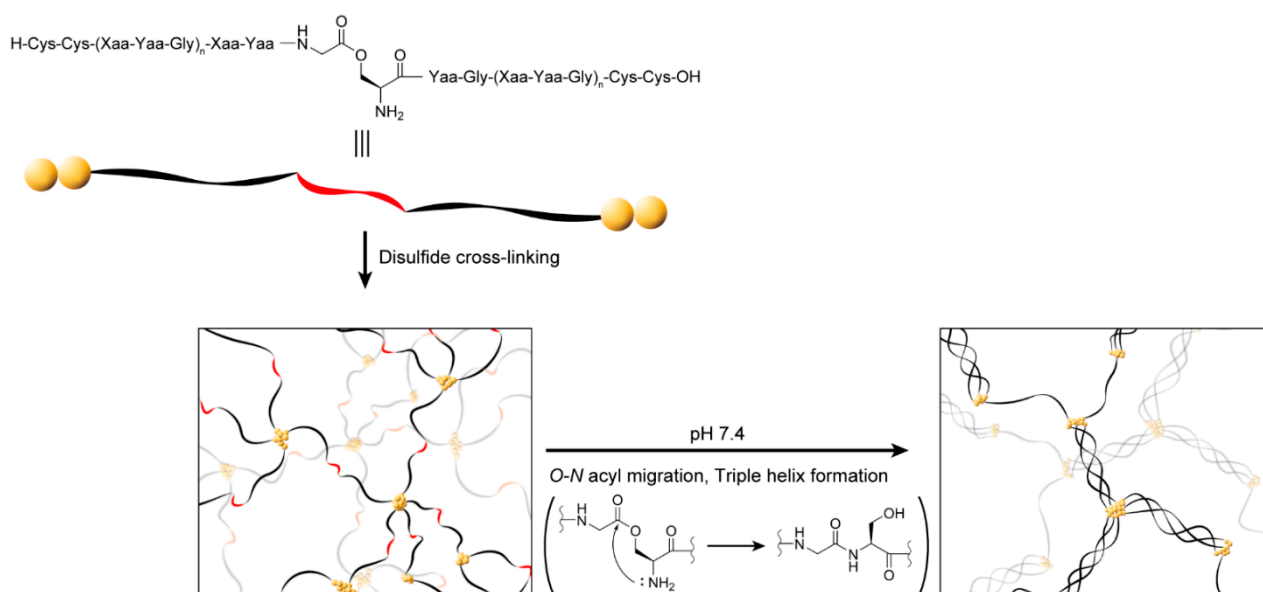 H-Cys-Cys-(Xaa-Yaa-Gly)n-Xaa-Yaa
H
N
O
O
O
NH2
Yaa-Gly-(Xaa-Yaa-Gly)n-Cys-Cys-OH
Disulfide cross-linking
pH 7.4
O-N acyl migration, Triple helix formation
H
N
O
O
O
:NH2
H
N
O
N
H
OH
O